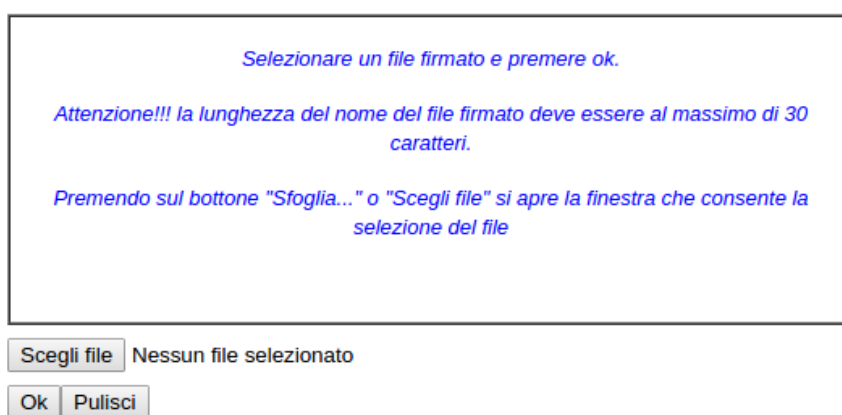 Selezionare un file firmato e premere ok.
Attenzione!!! la lunghezza del nome del file firmato deve essere al massimo di 30
caratteri.
Premendo sul bottone "Sfoglia..." o "Scegli file" si apre la finestra che consente la
selezione del file
Scegli file Nessun file selezionato
Ok Pulisci